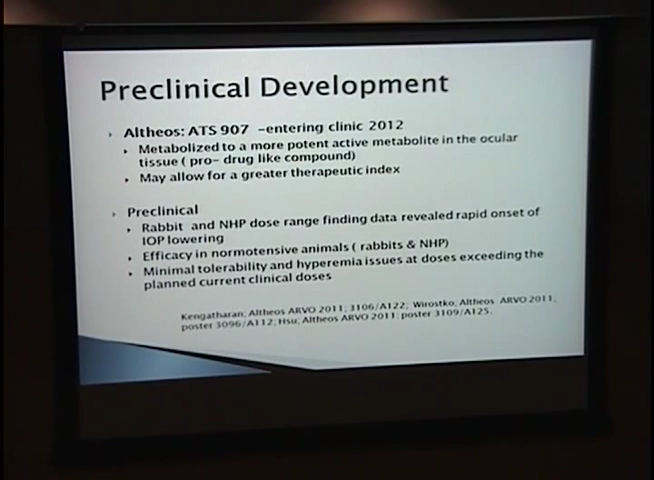 Preclinical Development
Altheos: ATS 907 -entering clinic 2012
Metabolized to a more potent active metabolite in the ocular
tissue ( pro- drug like compound)
May allow for a greater therapeutic index
Preclinical
Rabbit and NHP dose range finding data revealed rapid onset of
IOP lowering
Efficacy in normotensive animals ( rabbits & NHP)
Minimal tolerability and hyperemia issues at doses exceeding the
planned current clinical doses
Kengatharan; Altheos ARVO 2011; 3106/A122; Wirostko, Altheos ARVO 2011,
poster 3096/A112; Hsu, Altheos ARVO 2011: poster 3109/A125.